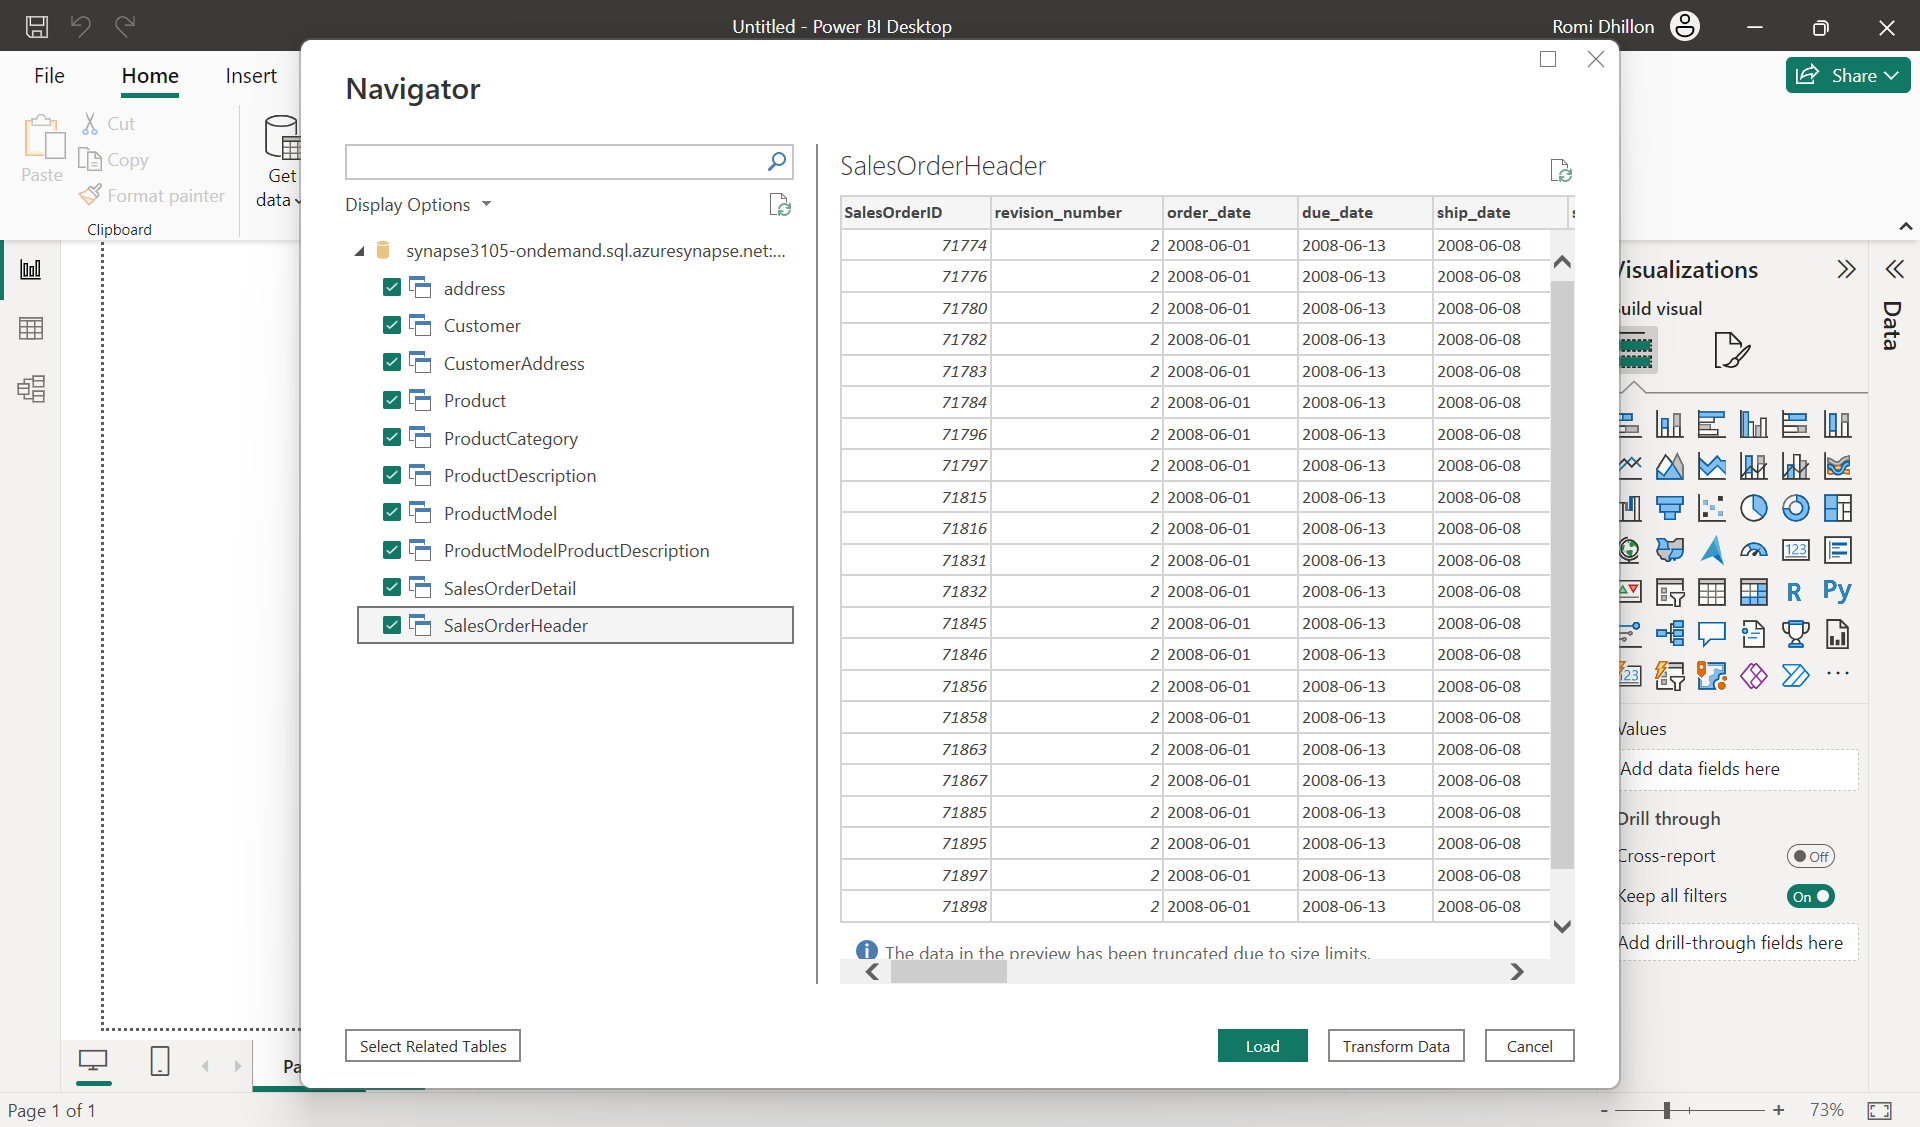 Untitled - Power BI Desktop
Romi Dhillon
File
Home
Insert
Share
Paste
Cut
Copy
Format painter
Clipboard
Get
data
Navigator
Display Options
synapse3105-ondemand.sql.azuresynapse.net:...
address
Customer
CustomerAddress
Product
ProductCategory
ProductDescription
ProductModel
ProductModelProductDescription
SalesOrderDetail
SalesOrderHeader
SalesOrderHeader
SalesOrderID revision_number order_date due_date ship_date
71774 2 2008-06-01 2008-06-13 2008-06-08
71776 2 2008-06-01 2008-06-13 2008-06-08
71780 2 2008-06-01 2008-06-13 2008-06-08
71782 2 2008-06-01 2008-06-13 2008-06-08
71783 2 2008-06-01 2008-06-13 2008-06-08
71784 2 2008-06-01 2008-06-13 2008-06-08
71796 2 2008-06-01 2008-06-13 2008-06-08
71797 2 2008-06-01 2008-06-13 2008-06-08
71815 2 2008-06-01 2008-06-13 2008-06-08
71816 2 2008-06-01 2008-06-13 2008-06-08
71831 2 2008-06-01 2008-06-13 2008-06-08
71832 2 2008-06-01 2008-06-13 2008-06-08
71845 2 2008-06-01 2008-06-13 2008-06-08
71846 2 2008-06-01 2008-06-13 2008-06-08
71856 2 2008-06-01 2008-06-13 2008-06-08
71858 2 2008-06-01 2008-06-13 2008-06-08
71863 2 2008-06-01 2008-06-13 2008-06-08
71867 2 2008-06-01 2008-06-13 2008-06-08
71885 2 2008-06-01 2008-06-13 2008-06-08
71895 2 2008-06-01 2008-06-13 2008-06-08
71897 2 2008-06-01 2008-06-13 2008-06-08
71898 2 2008-06-01 2008-06-13 2008-06-08
The data in the preview has been truncated due to size limits.
Select Related Tables
Load
Transform Data
Cancel
isualizations
uild visual
Data
123
R
Py
123
Values
Add data fields here
Drill through
Cross-report
Off
Keep all filters
On
Add drill-through fields here
Pa
Page 1 of 1
- + 73%